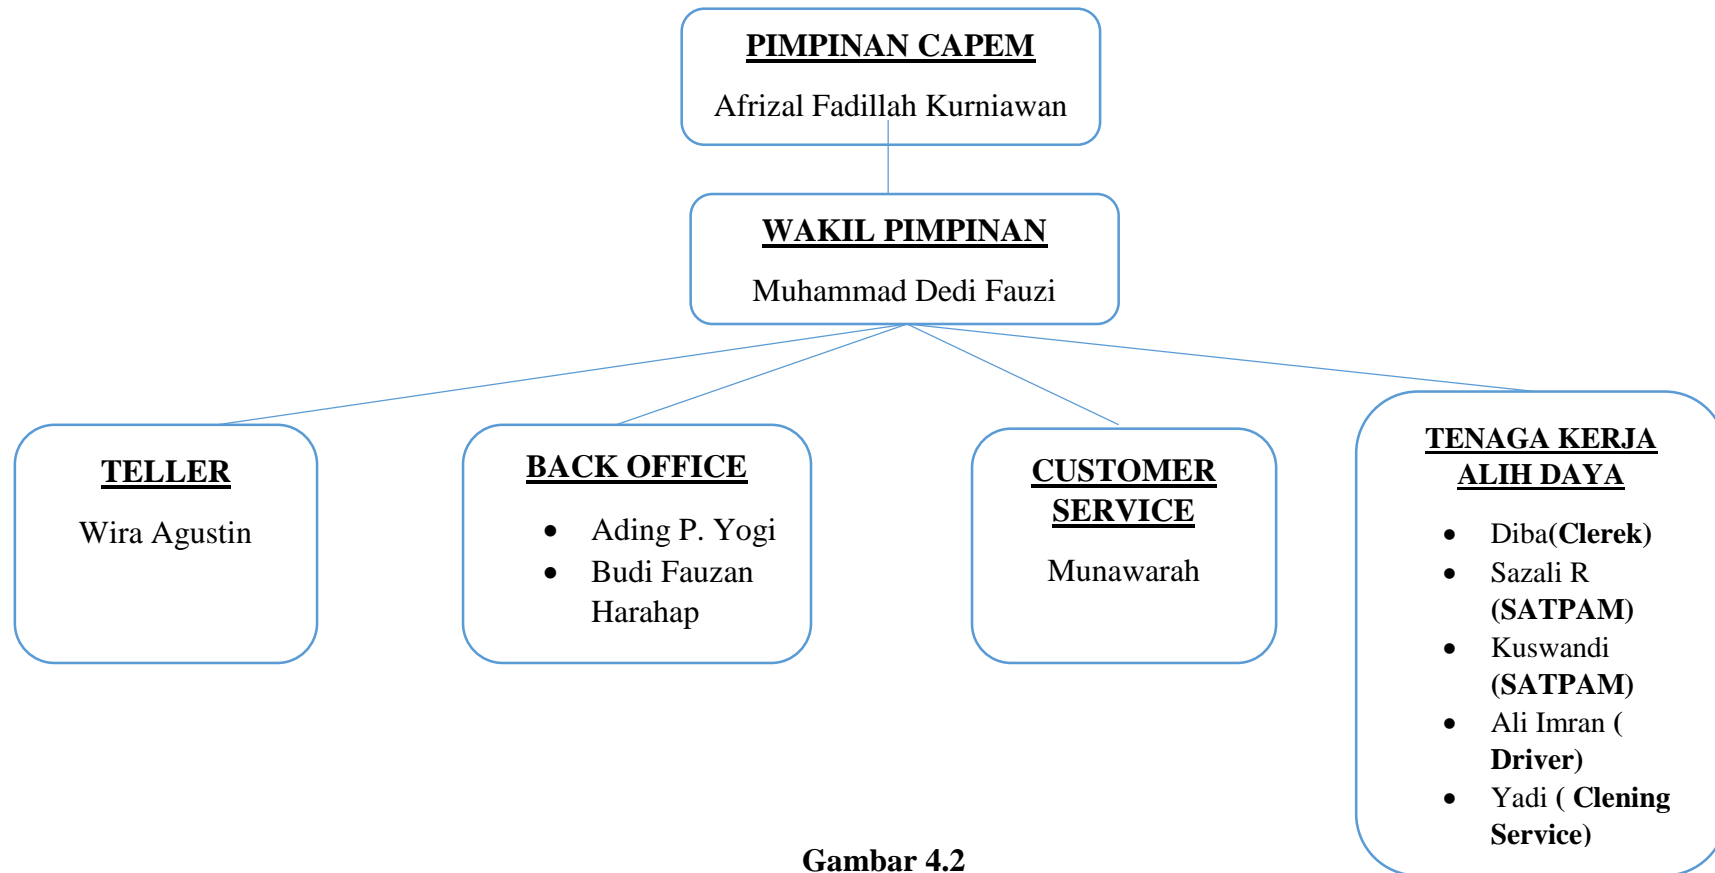 PIMPINAN CAPEM
Afrizal Fadillah Kurniawan
WAKIL PIMPINAN
Muhammad Dedi Fauzi
TELLER
Wira Agustin
BACK OFFICE
• Ading P. Yogi
• Budi Fauzan
Harahap
CUSTOMER
SERVICE
Munawarah
TENAGA KERJA
ALIH DAYA
• Diba(Clerek)
• Sazali R
(SATPAM)
• Kuswandi
(SATPAM)
• Ali Imran (
Driver)
• Yadi ( Clening
Service)
Gambar 4.2